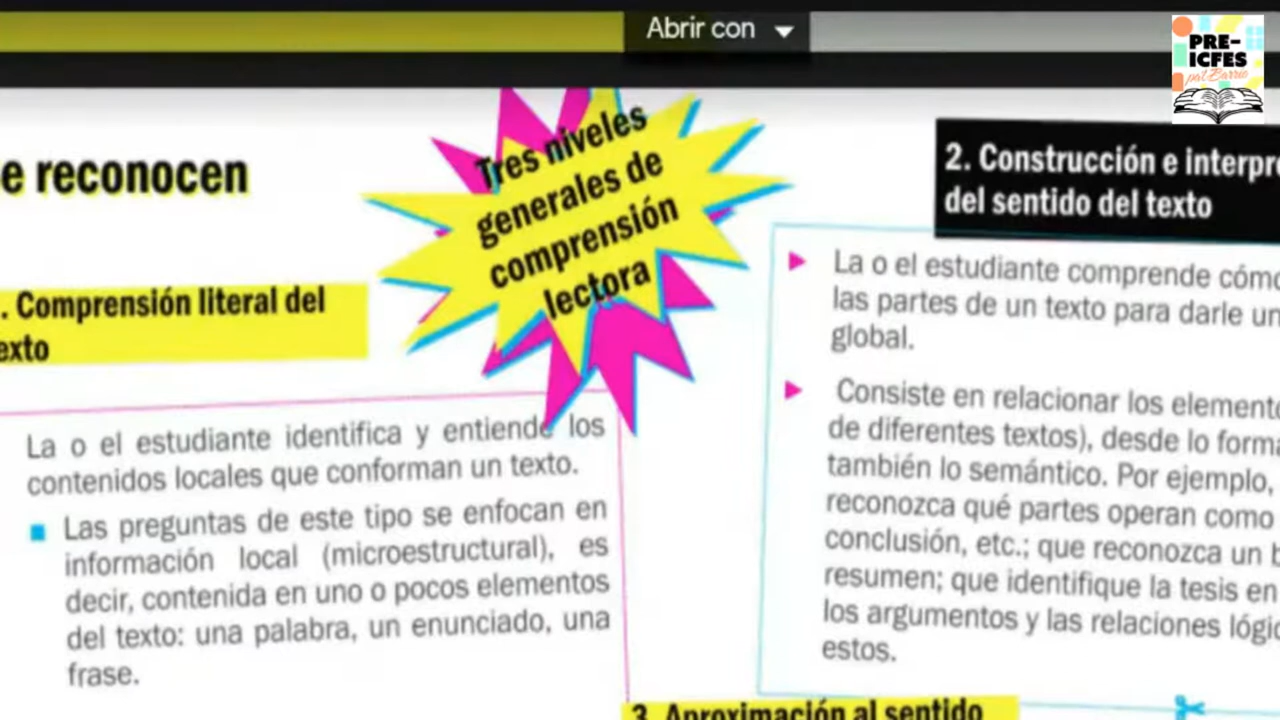 Abrir con
PRE-
ICFES
pa'l Barrio
e reconocen
Tres niveles
generales de
comprensión
lectora
. Comprensión literal del
exto
La o el estudiante identifica y entiende los
contenidos locales que conforman un texto.
Las preguntas de este tipo se enfocan en
información local (microestructural), es
decir, contenida en uno o pocos elementos
del texto: una palabra, un enunciado, una
frase.
2. Construcción e interpre
del sentido del texto
La o el estudiante comprende cómo
las partes de un texto para darle un
global.
Consiste en relacionar los elemento
de diferentes textos), desde lo forma
también lo semántico. Por ejemplo,
reconozca qué partes operan como
conclusión, etc.; que reconozca un b
resumen; que identifique la tesis en
los argumentos y las relaciones lógic
estos.
3. Aproximación al sentido